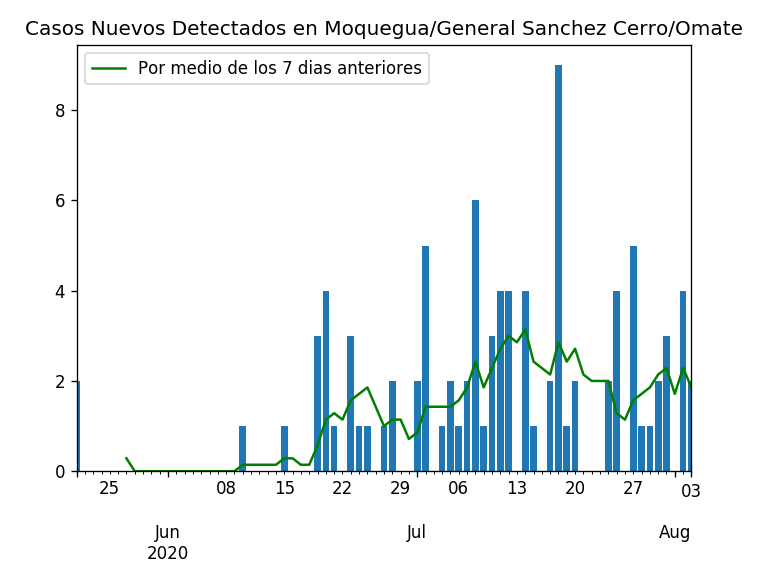 Casos Nuevos Detectados en Moquegua/General Sanchez Cerro/Omate
Por medio de los 7 dias anteriores
8
6
4
2
0
25 08 15 22 29 06 13 20 27 03
Jun Jul Aug
2020